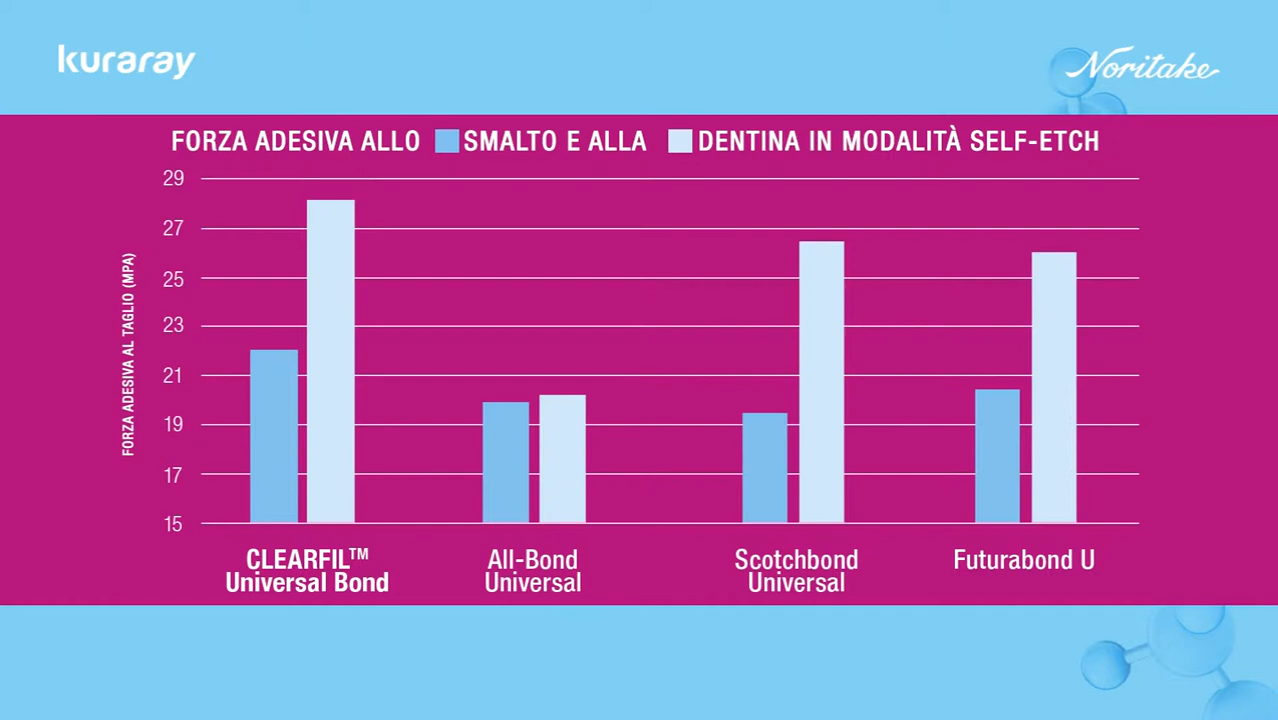 kuraray
Noritake
FORZA ADESIVA ALLO SMALTO E ALLA DENTINA IN MODALITÀ SELF-ETCH
29
27
25
23
21
19
17
15
FORZA ADESIVA AL TAGLIO (MPA)
CLEARFIL™
Universal Bond
All-Bond
Universal
Scotchbond
Universal
Futurabond U